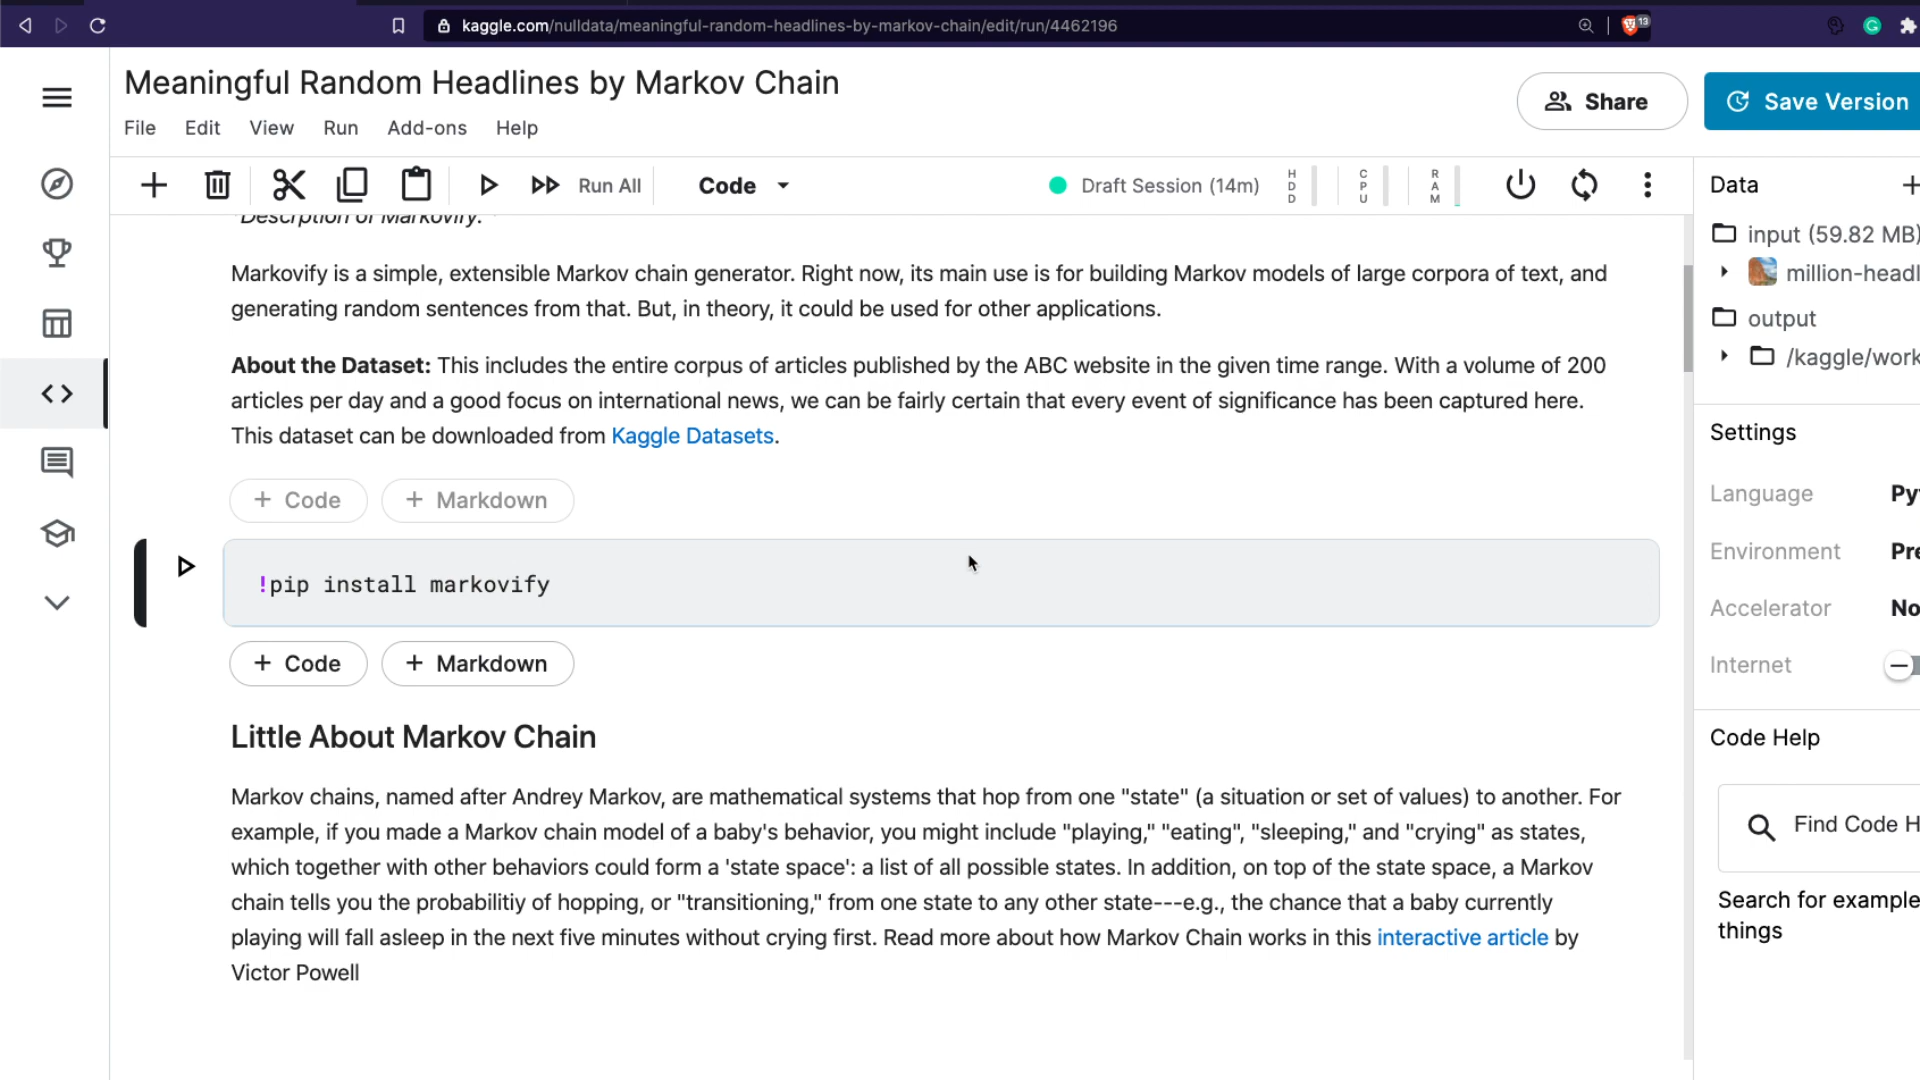 kaggle.com/nulldata/meaningful-random-headlines-by-markov-chain/edit/run/4462196
13
Meaningful Random Headlines by Markov Chain
File Edit View Run Add-ons Help
Share
Save Version
Run All
Code
Draft Session (14m)
HDD
CPU
RAM
Data
"Descrption of Markovify:
Markovify is a simple, extensible Markov chain generator. Right now, its main use is for building Markov models of large corpora of text, and
generating random sentences from that. But, in theory, it could be used for other applications.
About the Dataset: This includes the entire corpus of articles published by the ABC website in the given time range. With a volume of 200
articles per day and a good focus on international news, we can be fairly certain that every event of significance has been captured here.
This dataset can be downloaded from Kaggle Datasets.
+ Code + Markdown
!pip install markovify
+ Code + Markdown
Little About Markov Chain
Markov chains, named after Andrey Markov, are mathematical systems that hop from one "state" (a situation or set of values) to another. For
example, if you made a Markov chain model of a baby's behavior, you might include "playing," "eating", "sleeping," and "crying" as states,
which together with other behaviors could form a 'state space': a list of all possible states. In addition, on top of the state space, a Markov
chain tells you the probabilitiy of hopping, or "transitioning," from one state to any other state---e.g., the chance that a baby currently
playing will fall asleep in the next five minutes without crying first. Read more about how Markov Chain works in this interactive article by
Victor Powell
input (59.82 MB)
million-headl
output
/kaggle/work
Settings
Language Py
Environment Pre
Accelerator No
Internet
Code Help
Find Code H
Search for example
things